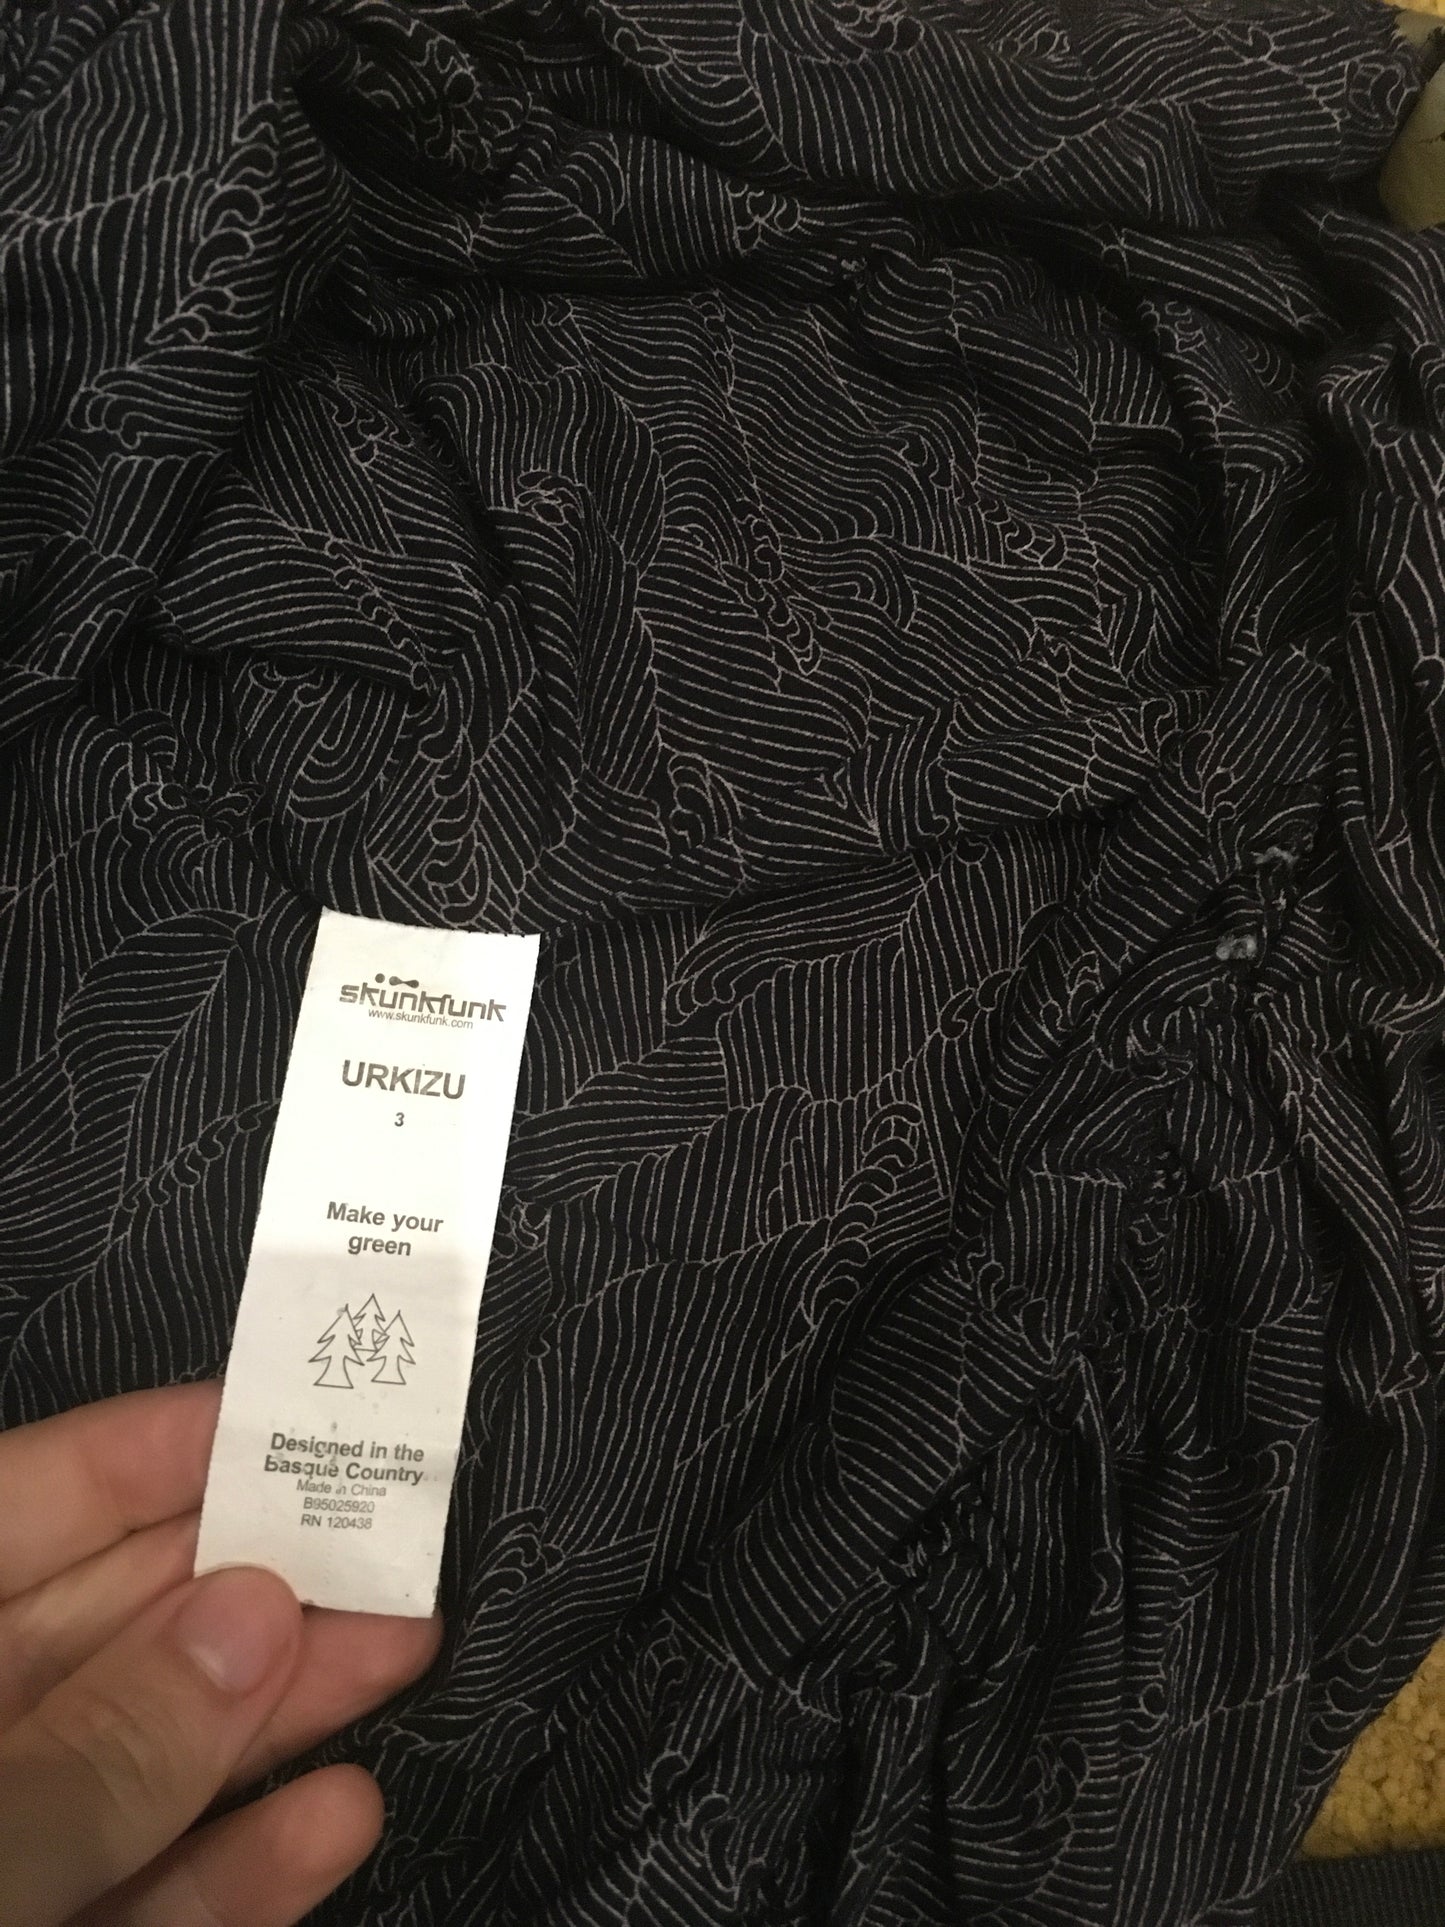 skunkfunk
www.skunkfunk.com
URKIZU
3
Make your
green
Designed in the
Basque Country
Made in China
B95025920
RN 120438